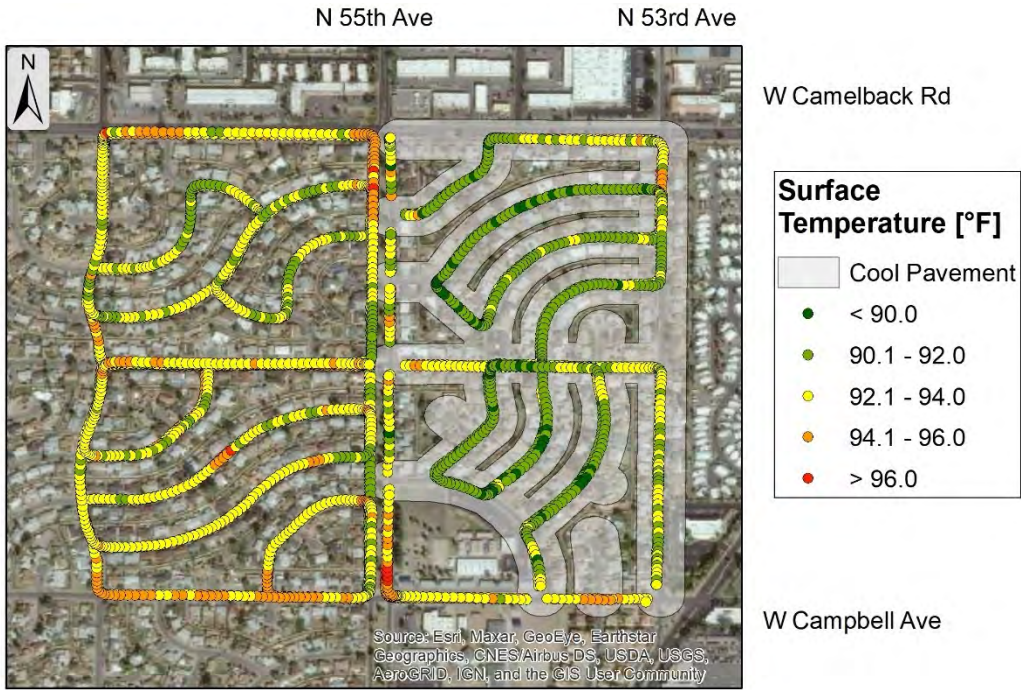 N 55th Ave
N 53rd Ave
N
W Camelback Rd
Surface
Temperature [°F]
Cool Pavement
< 90.0
90.1 - 92.0
92.1 - 94.0
94.1 - 96.0
> 96.0
Source: Esri, Maxar, GeoEye, Earthstar
Geographics, CNES/Airbus DS, USDA, USGS,
AeroGRID, IGN, and the GIS User Community
W Campbell Ave